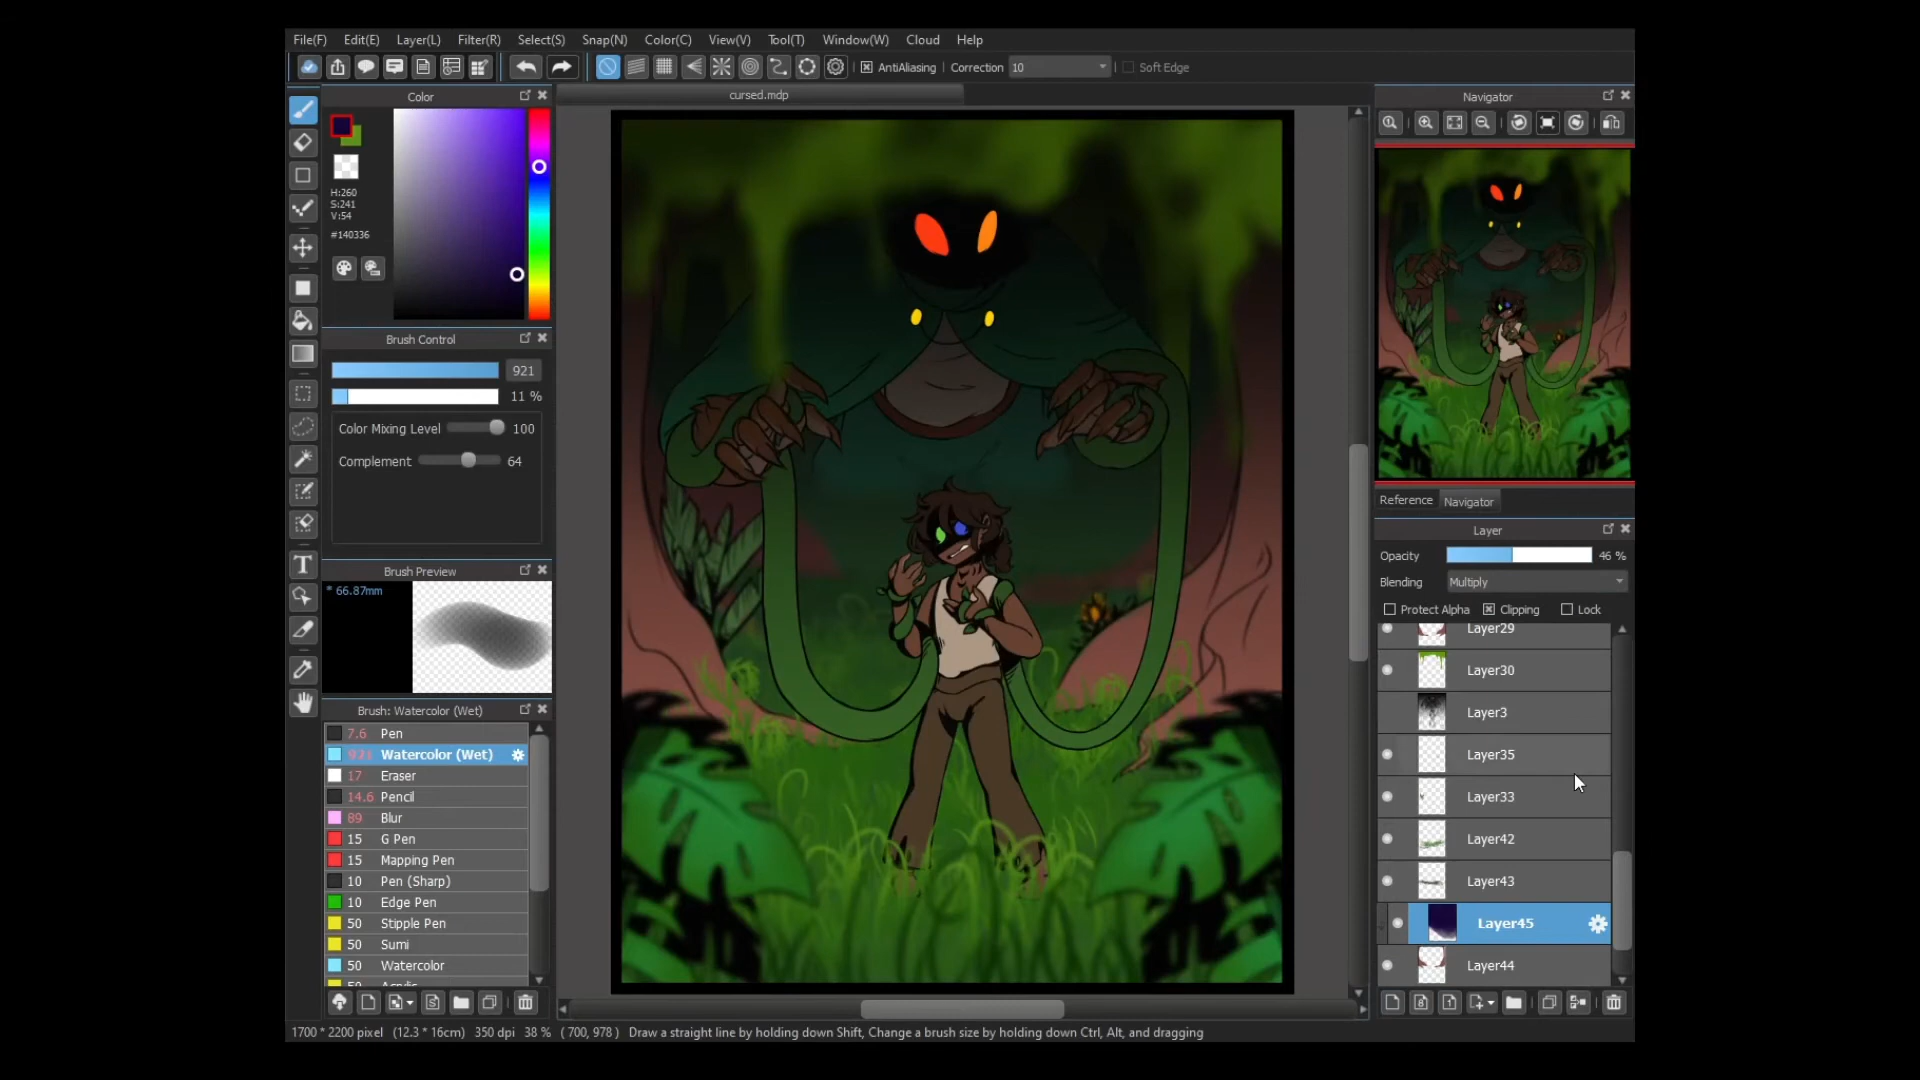 File(F) Edit(E) Layer(L) Filter(R) Select(S) Snap(N) Color(C) View(V) Tool(T) Window(W) Cloud Help
AntiAliasing Correction 10 Soft Edge
cursed.mdp
Color
H:260
S:241
V:54
#140336
Brush Control
921
11 %
Color Mixing Level 100
Complement 64
Brush Preview
* 66.87mm
Brush: Watercolor (Wet)
7.6 Pen
921 Watercolor (Wet)
17 Eraser
14.6 Pencil
89 Blur
15 G Pen
15 Mapping Pen
10 Pen (Sharp)
10 Edge Pen
50 Stipple Pen
50 Sumi
50 Watercolor
Navigator
Reference Navigator
Layer
Opacity 46 %
Blending Multiply
Protect Alpha Clipping Lock
Layer29
Layer30
Layer3
Layer35
Layer33
Layer42
Layer43
Layer45
Layer44
1700 * 2200 pixel (12.3 * 16cm) 350 dpi 38 % ( 700, 978 ) Draw a straight line by holding down Shift, Change a brush size by holding down Ctrl, Alt, and dragging